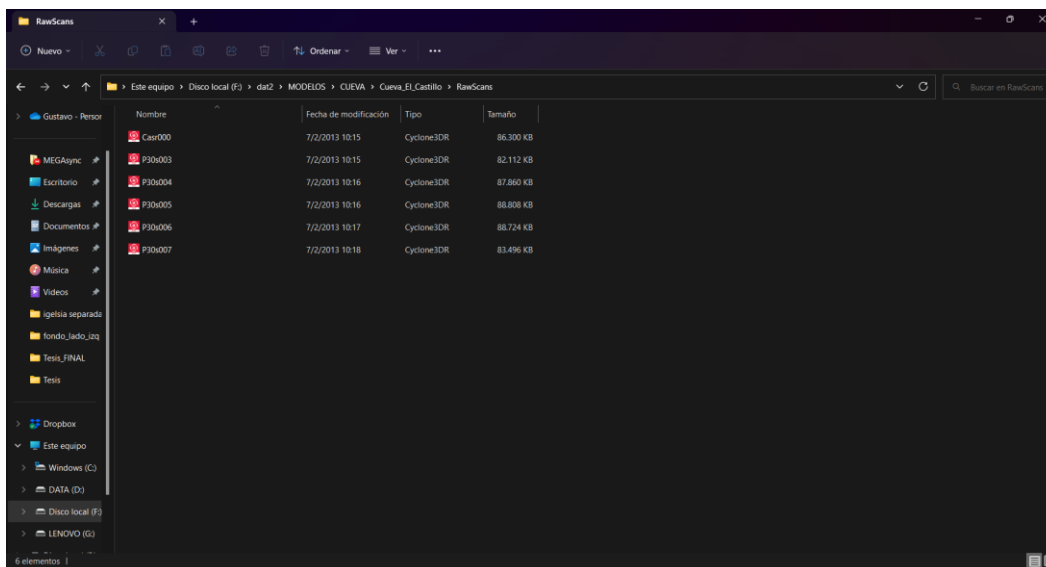 RawScans
Nuevo
Ordenar
Ver
Este equipo > Disco local (F:) > dat2 > MODELOS > CUEVA > Cueva_El_Castillo > RawScans
Buscar en RawScans
Nombre Fecha de modificación Tipo Tamaño
Gustavo - Persor
Casr000 7/2/2013 10:15 Cyclone3DR 86.300 KB
MEGAsync P30s003 7/2/2013 10:15 Cyclone3DR 82.112 KB
Escritorio P30s004 7/2/2013 10:16 Cyclone3DR 87.860 KB
Descargas P30s005 7/2/2013 10:16 Cyclone3DR 88.808 KB
Documentos P30s006 7/2/2013 10:17 Cyclone3DR 88.724 KB
Imágenes P30s007 7/2/2013 10:18 Cyclone3DR 83.496 KB
Música
Videos
igelsia separada
fondo_lado_izq
Tesis_FINAL
Tesis
Dropbox
Este equipo
Windows (C:)
DATA (D:)
Disco local (F:)
LENOVO (G:)
6 elementos